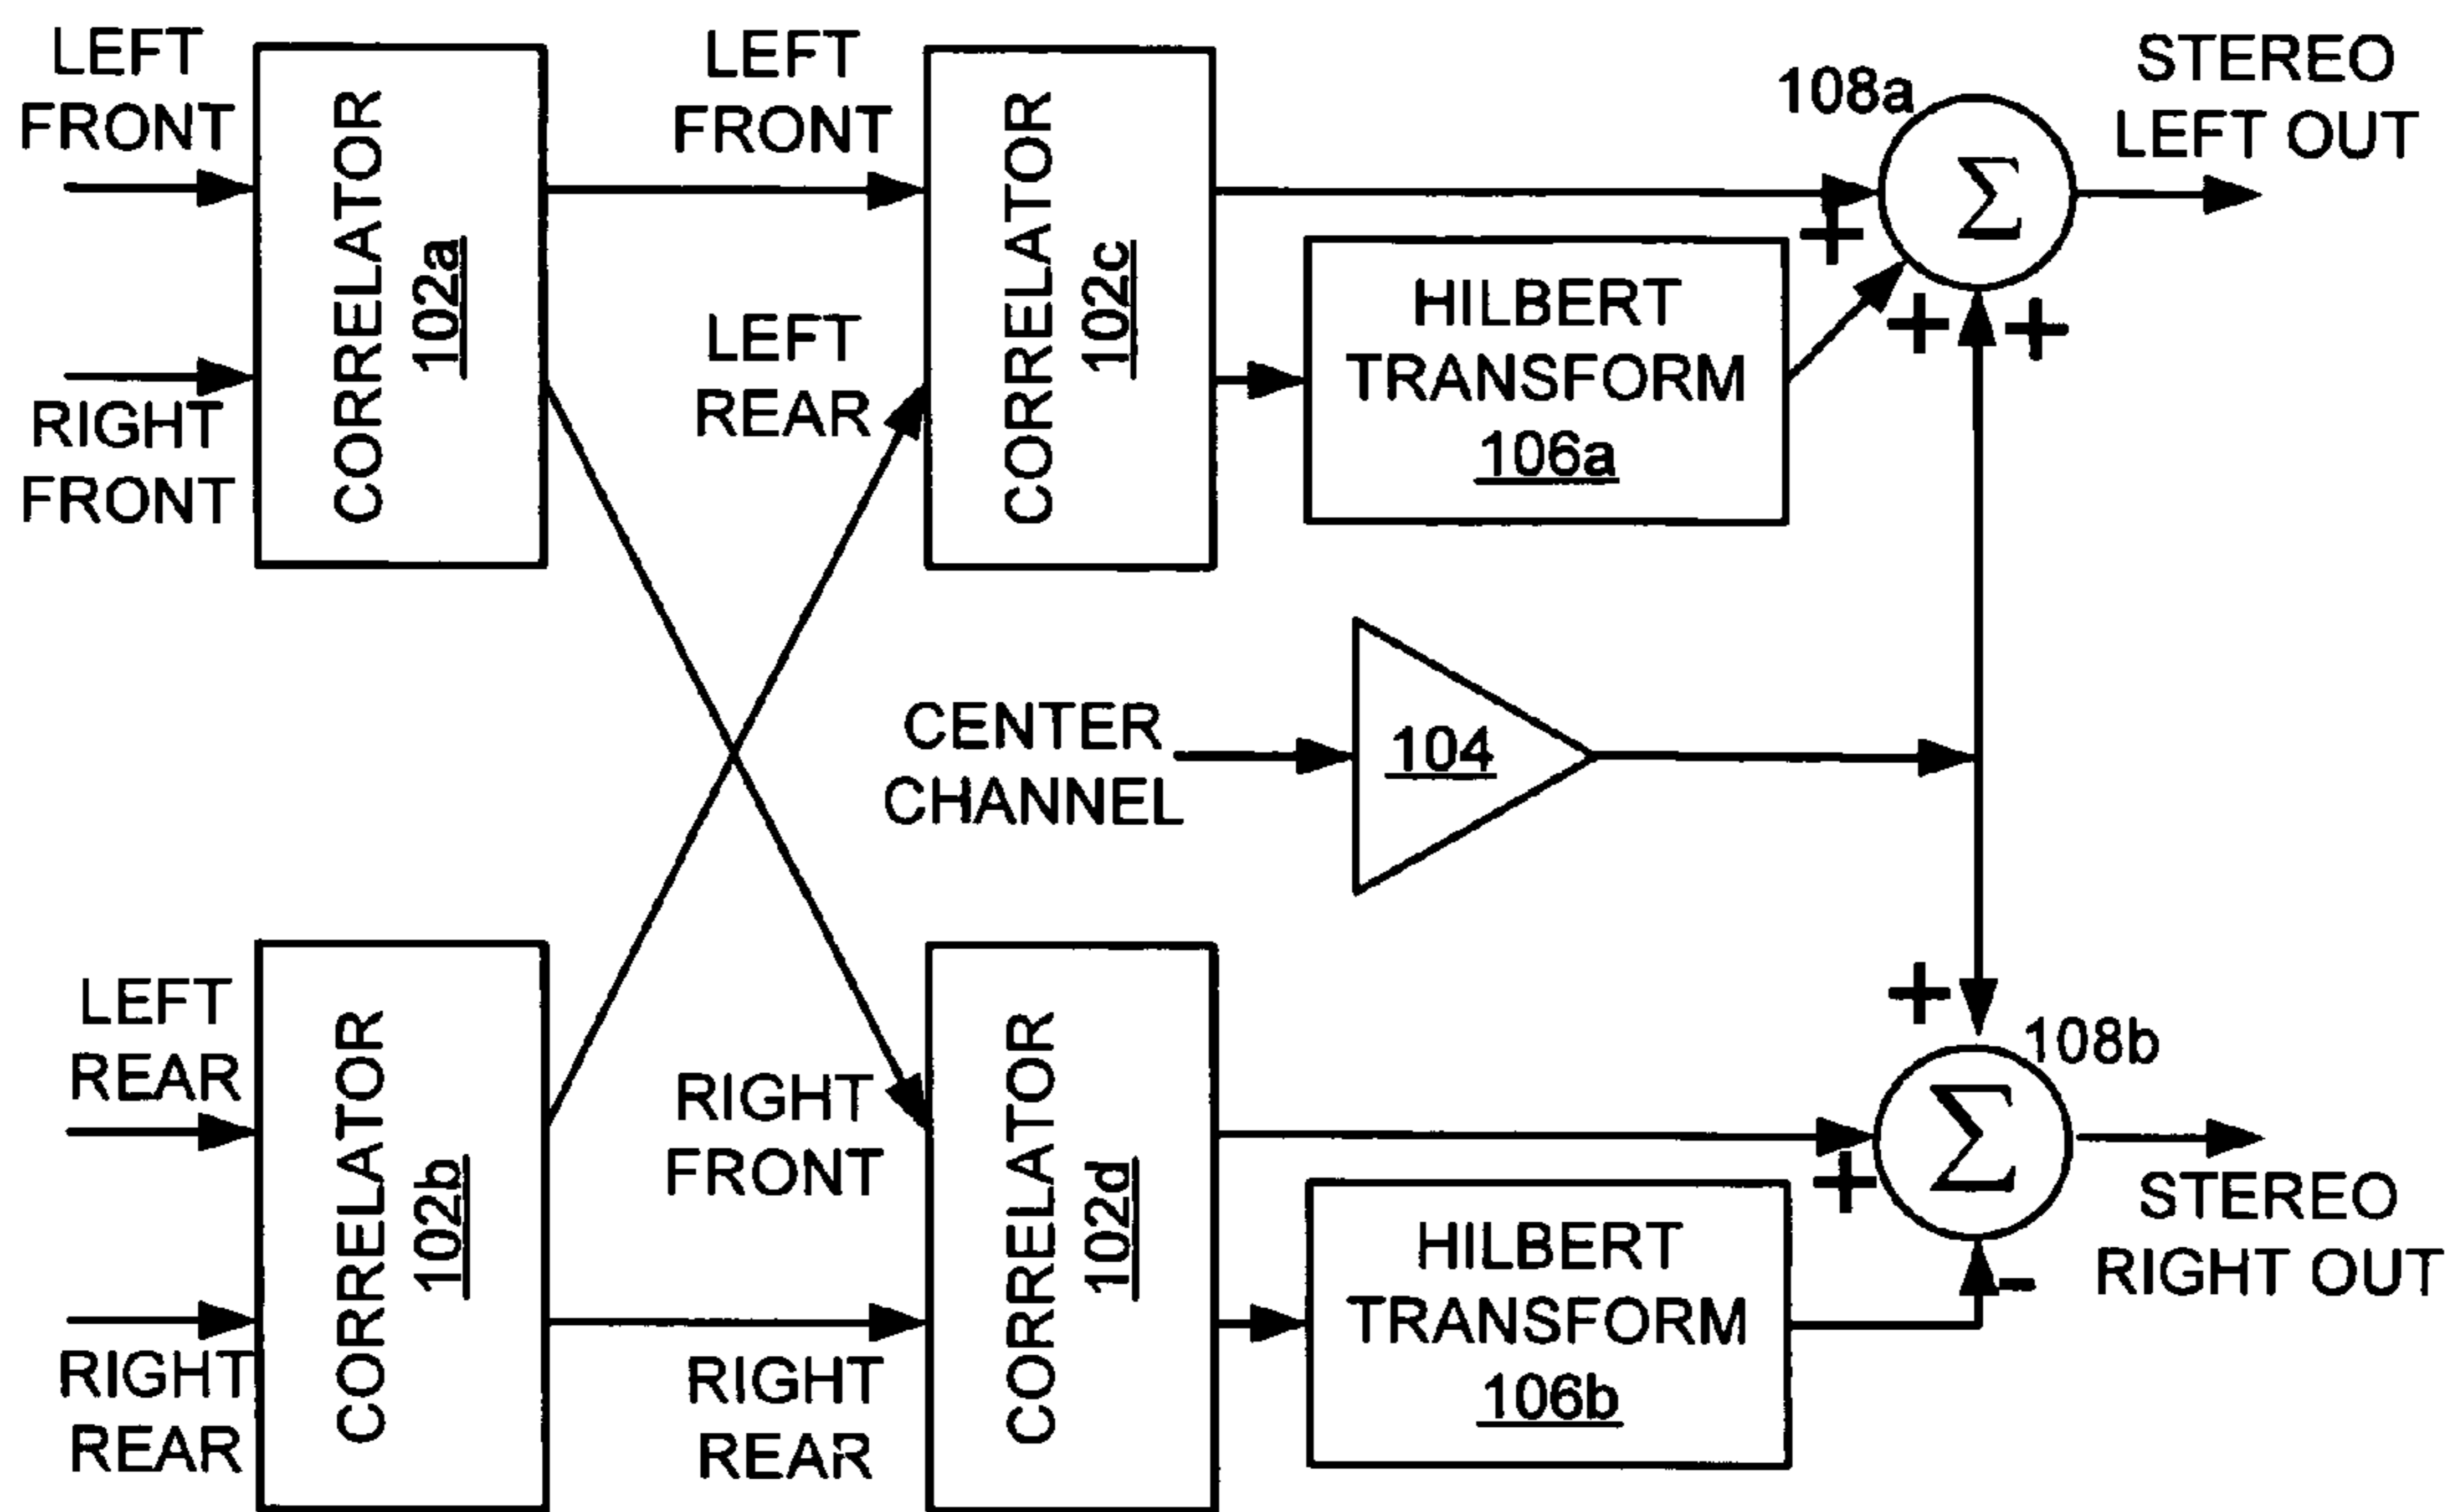 LEFT
FRONT
RIGHT
FRONT
CORRELATOR
102a
LEFT
FRONT
LEFT
REAR
CORRELATOR
102c
HILBERT
TRANSFORM
106a
108a
+
+
+
Σ
STEREO
LEFT OUT
CENTER
CHANNEL
104
LEFT
REAR
RIGHT
REAR
CORRELATOR
102b
RIGHT
FRONT
RIGHT
REAR
CORRELATOR
102d
HILBERT
TRANSFORM
106b
+
108b
+
Σ
-
STEREO
RIGHT OUT